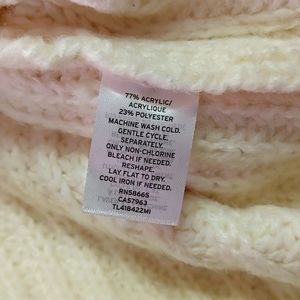 77% ACRYLIC/
ACRYLIQUE
23% POLYESTER
MACHINE WASH COLD.
GENTLE CYCLE.
SEPARATELY.
ONLY NON-CHLORINE
BLEACH IF NEEDED.
RESHAPE.
LAY FLAT TO DRY.
COOL IRON IF NEEDED.
RN58665
CA57963
TL418422MI